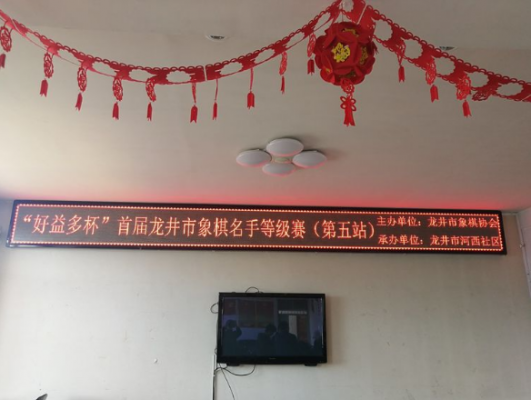 “好益多杯”首届龙井市象棋名手等级赛（第五站）
主办单位：龙井市象棋协会
承办单位：龙井市河西社区